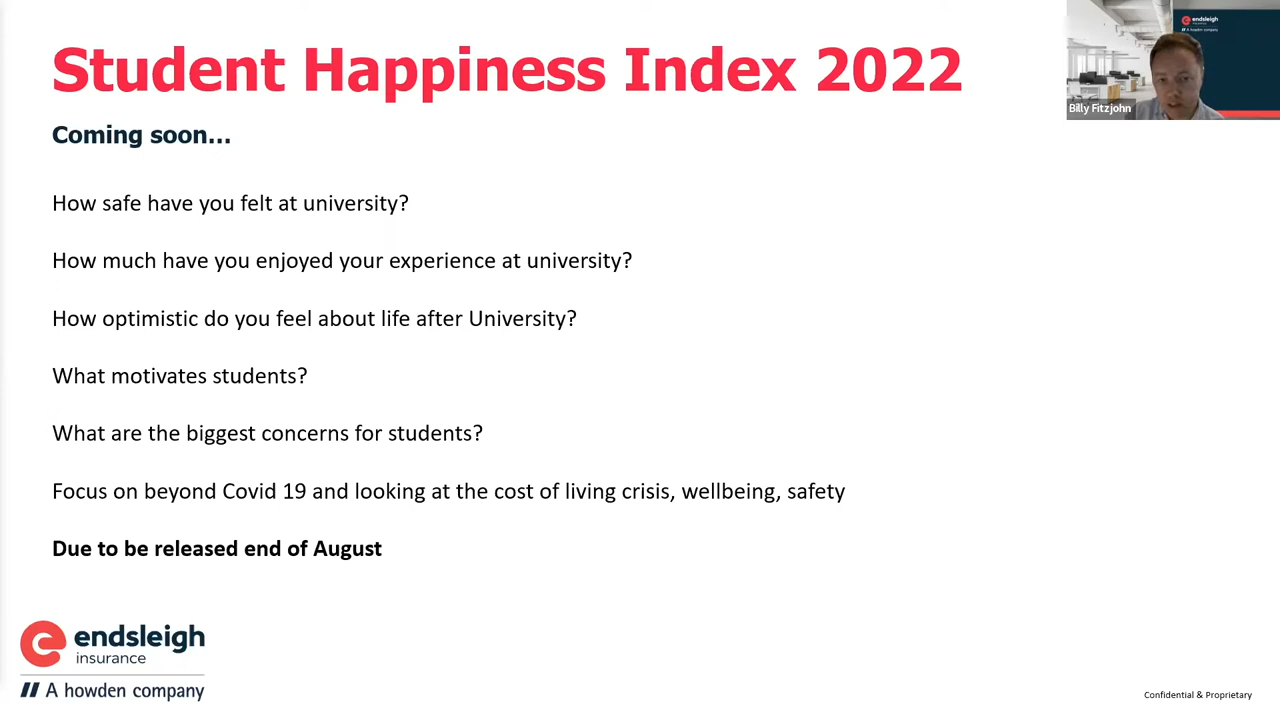 Student Happiness Index 2022
Coming soon...
How safe have you felt at university?
How much have you enjoyed your experience at university?
How optimistic do you feel about life after University?
What motivates students?
What are the biggest concerns for students?
Focus on beyond Covid 19 and looking at the cost of living crisis, wellbeing, safety
Due to be released end of August
endsleigh
insurance
A howden company
Confidential & Proprietary
endsleigh
A howden company
Billy Fitzjohn